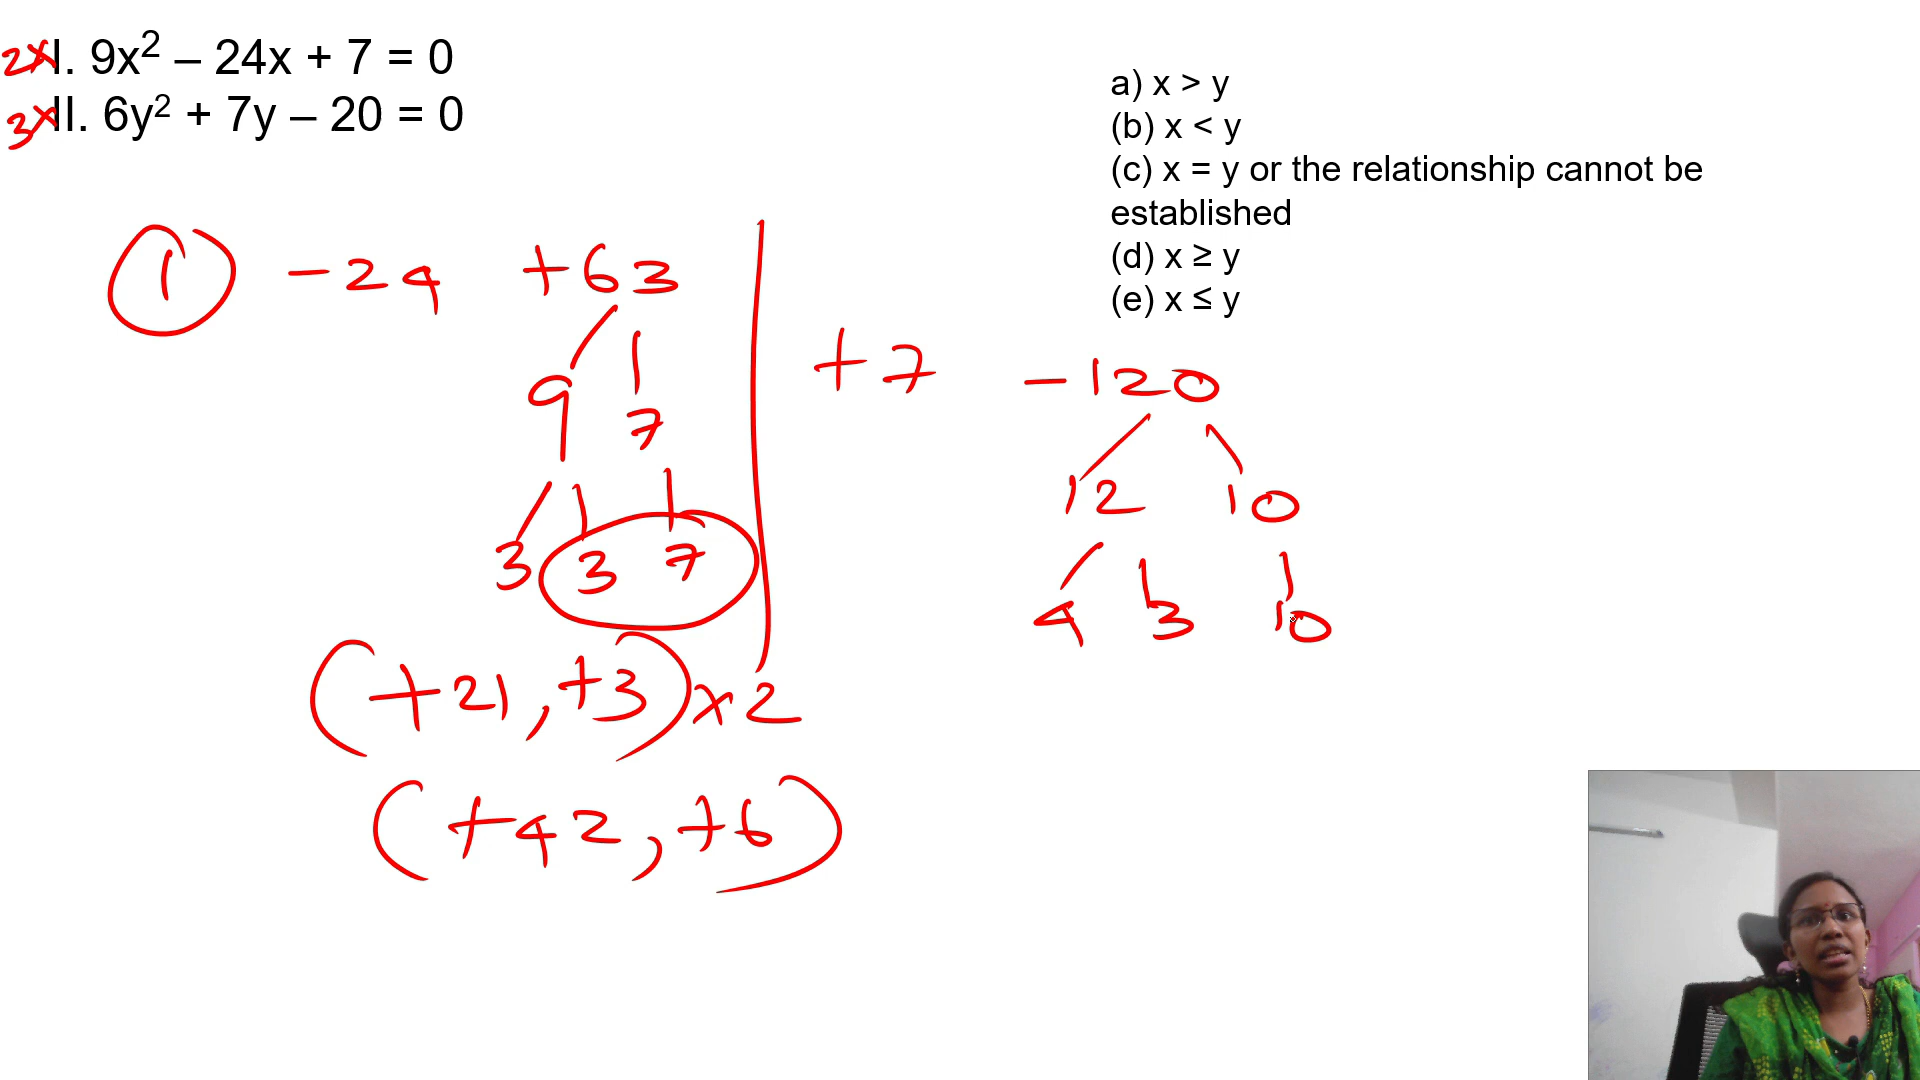 2x I. 9x² – 24x + 7 = 0
3x II. 6y² + 7y – 20 = 0
a) x > y
(b) x < y
(c) x = y or the relationship cannot be
established
(d) x ≥ y
(e) x ≤ y
1 -24 +63
9 7
3 3 7
(+21, +3) x2
(+42, +6)
+7 -120
12 10
4 3 10